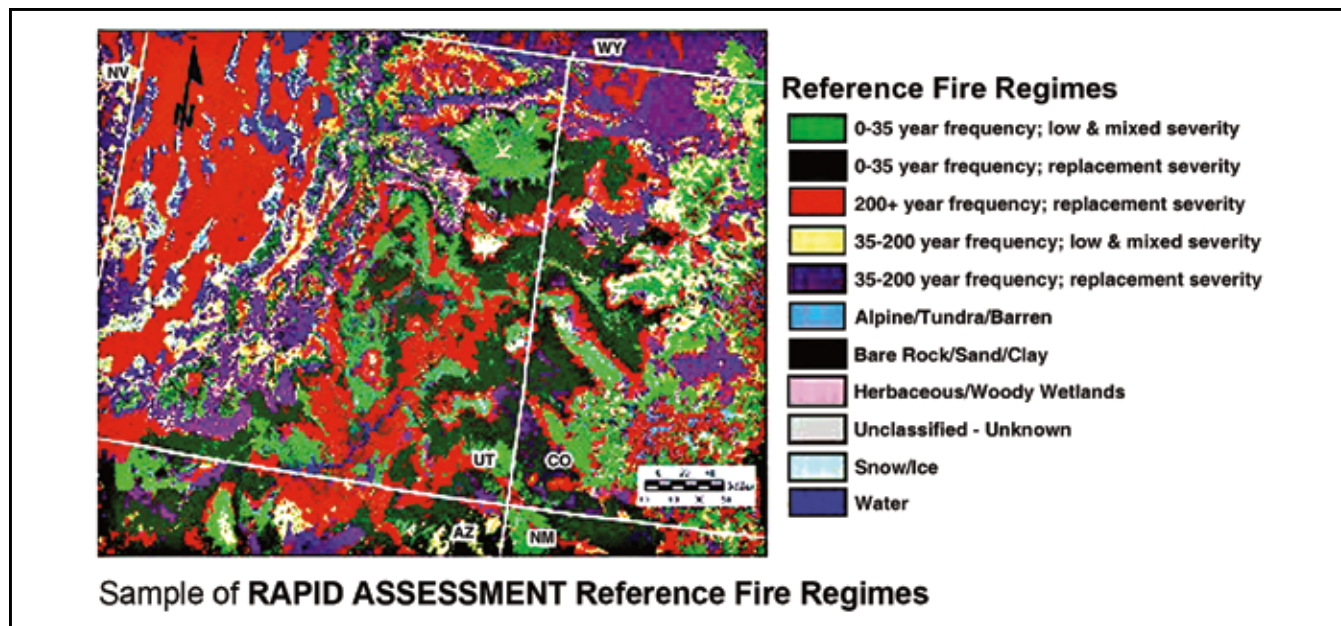 NV
WY
N
UT
CO
AZ
NM
Reference Fire Regimes
0-35 year frequency; low & mixed severity
0-35 year frequency; replacement severity
200+ year frequency; replacement severity
35-200 year frequency; low & mixed severity
35-200 year frequency; replacement severity
Alpine/Tundra/Barren
Bare Rock/Sand/Clay
Herbaceous/Woody Wetlands
Unclassified - Unknown
Snow/Ice
Water
Sample of RAPID ASSESSMENT Reference Fire Regimes